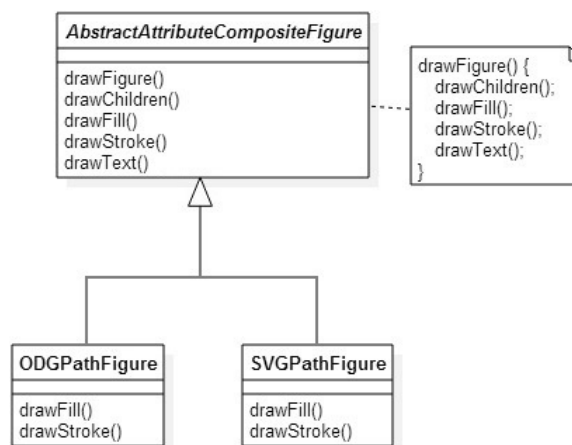 AbstractAttributeCompositeFigure
drawFigure()
drawChildren()
drawFill()
drawStroke()
drawText()
drawFigure() {
drawChildren();
drawFill();
drawStroke();
drawText();
}
ODGPathFigure
drawFill()
drawStroke()
SVGPathFigure
drawFill()
drawStroke()